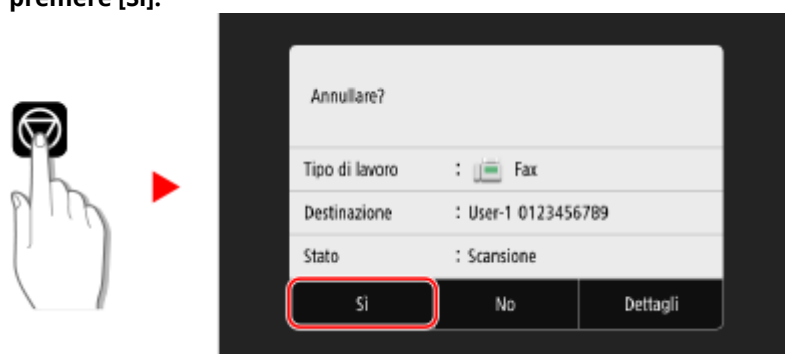 premere [Sì].
Annullare?
Tipo di lavoro : Fax
Destinazione : User-1 0123456789
Stato : Scansione
Sì No Dettagli